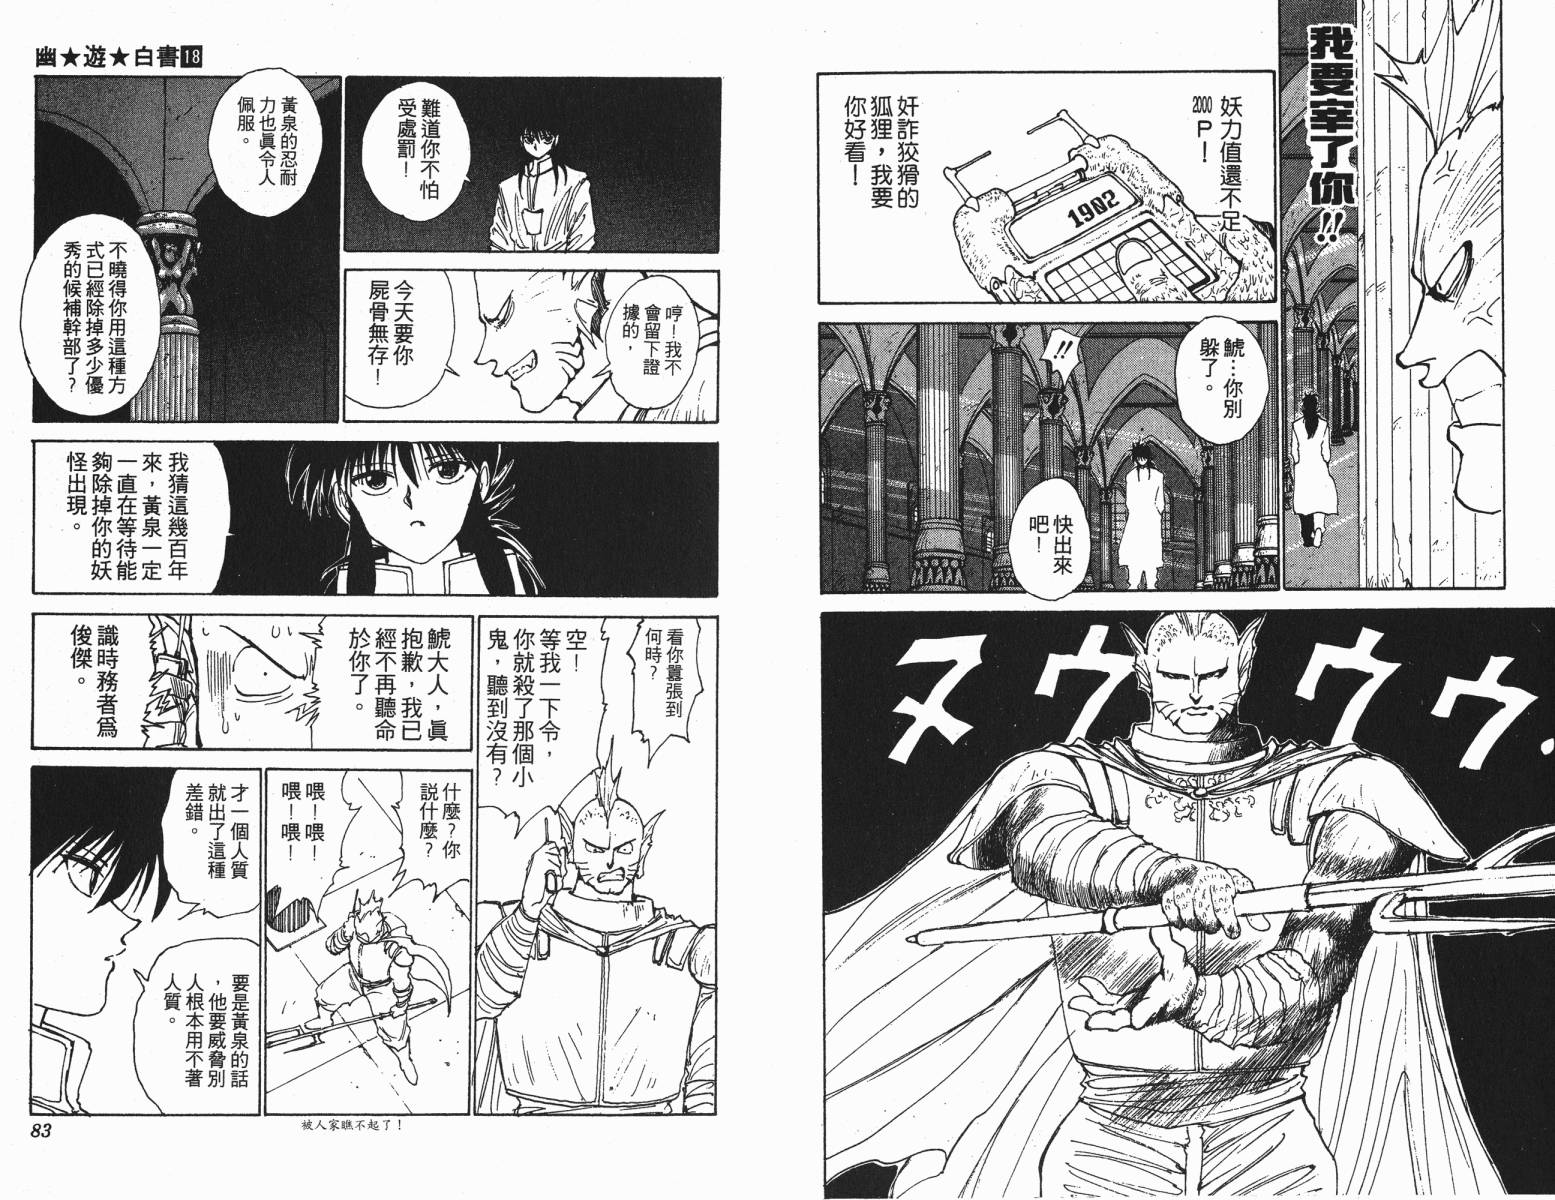 我要宰了你!!
妖力值還不足
2000P!
奸詐狡猾的
狐狸，我要
你好看！
1902
鯱…你別
躲了。
!!
快出來
吧！
ヌウウウ.
幽★遊★白書18
難道你不怕
受處罰！
黃泉的忍耐
力也眞令人
佩服。
不曉得你用這種方
式已經除掉多少優
秀的候補幹部了？
哼！我不
會留下證
據的，
今天要你
屍骨無存！
我猜這幾百年
來，黃泉一定
一直在等待能
夠除掉你的妖
怪出現。
看你囂張到
何時？
空！
等我一下令，
你就殺了那個小
鬼，聽到沒有？
鯱大人，眞
抱歉，我已
經不再聽命
於你了。
識時務者爲
俊傑。
什麼？你
説什麼？
喂！喂！
喂！喂！
才一個人質
就出了這種
差錯。
要是黃泉的話
，他要威脅別
人根本用不著
人質。
被人家瞧不起了！
83